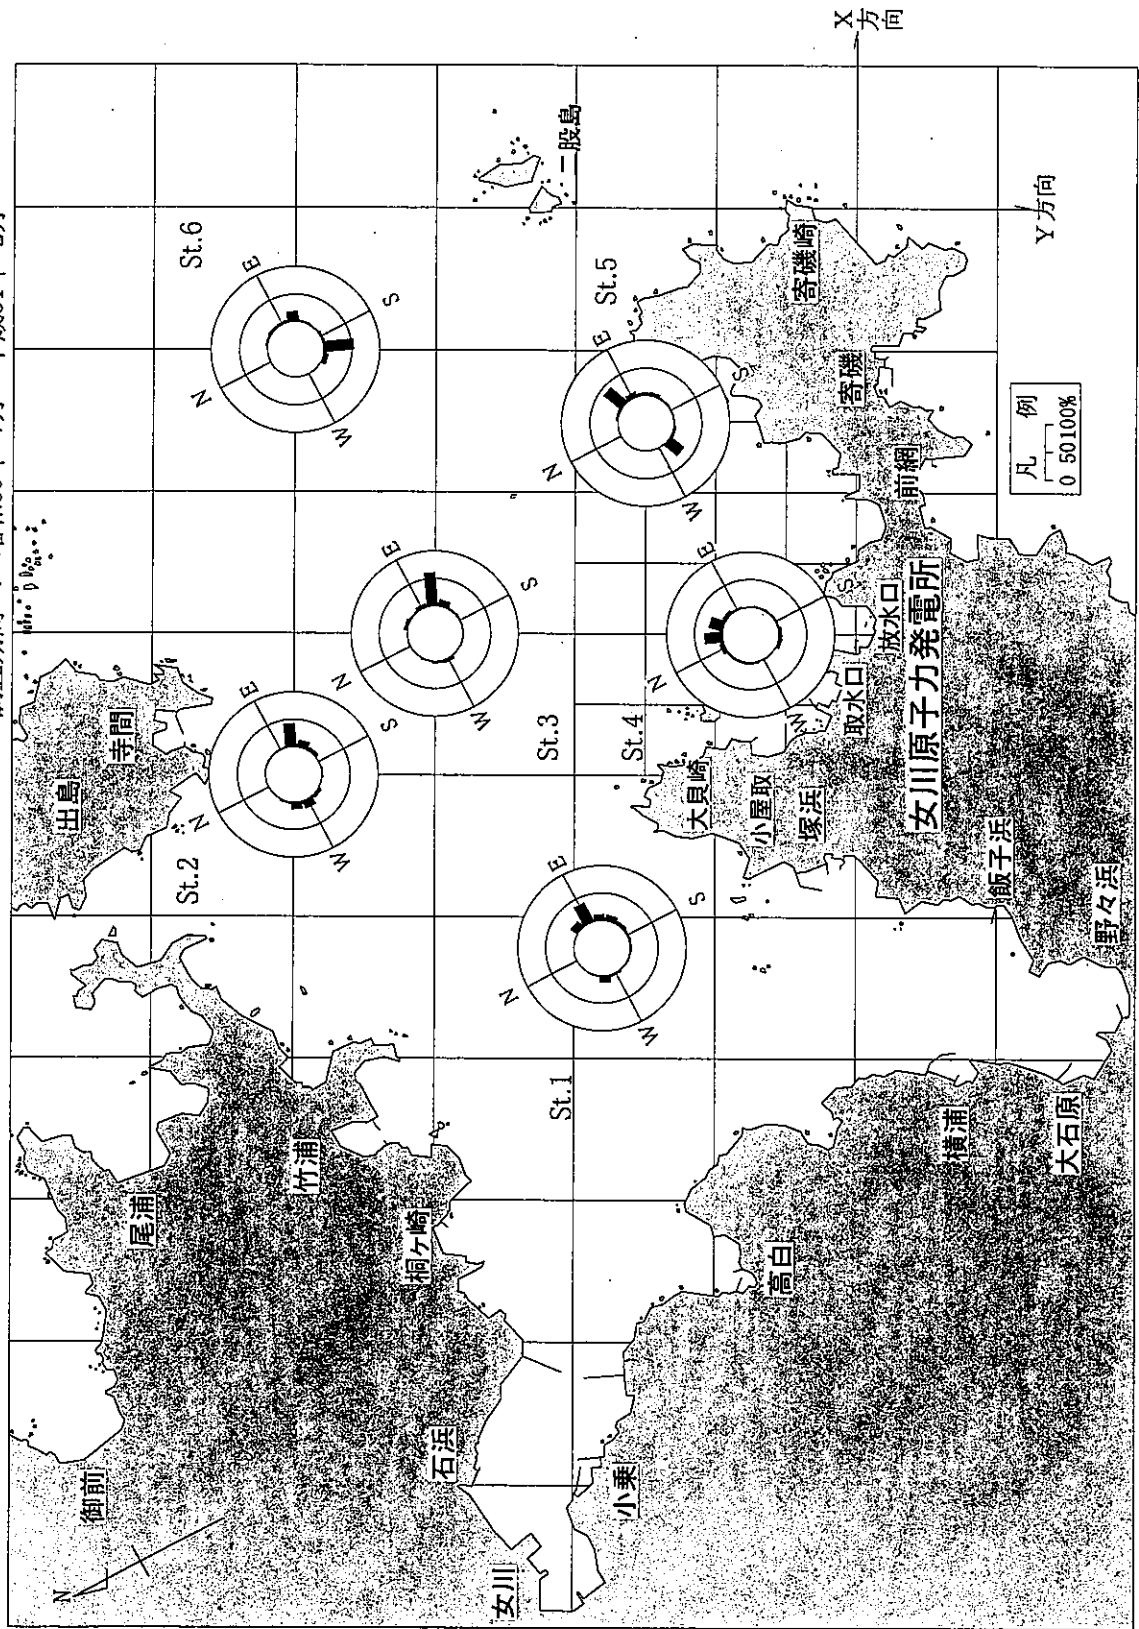 X
方向
St.6
二股島
N
E
S
W
Y方向
St.5
寄磯崎
N
E
S
W
寄磯
凡 例
0 50100%
前網
N
E
S
W
出島
寺間
St.3
St.4
N
E
S
W
放水口
女川原子力発電所
取水口
N
E
S
W
St.2
大貝崎
小屋取
塚浜
飯子浜
野々浜
N
E
S
W
St.1
尾浦
竹浦
桐ケ崎
横浦
大石原
高白
御前
石浜
小乗
女川
N